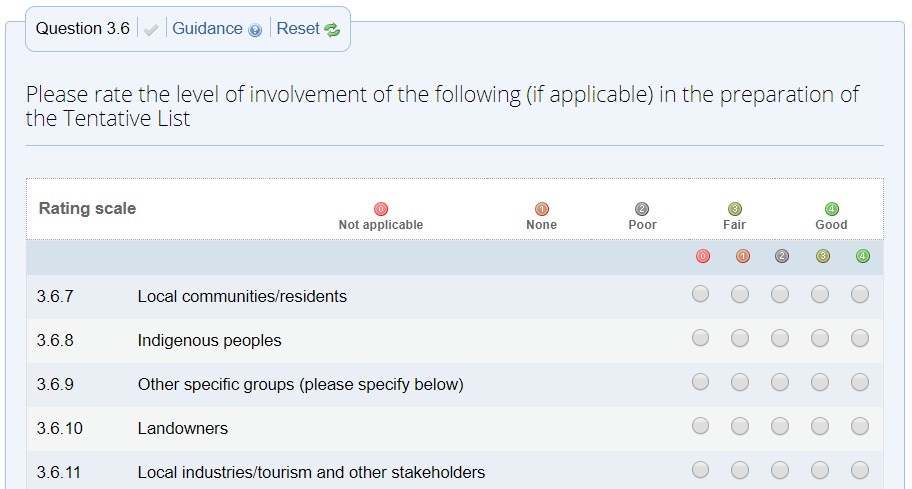 Question 3.6 Guidance ? Reset
Please rate the level of involvement of the following (if applicable) in the preparation of
the Tentative List
Rating scale
0 1 2 3 4
Not applicable None Poor Fair Good
0 1 2 3 4
3.6.7 Local communities/residents
3.6.8 Indigenous peoples
3.6.9 Other specific groups (please specify below)
3.6.10 Landowners
3.6.11 Local industries/tourism and other stakeholders